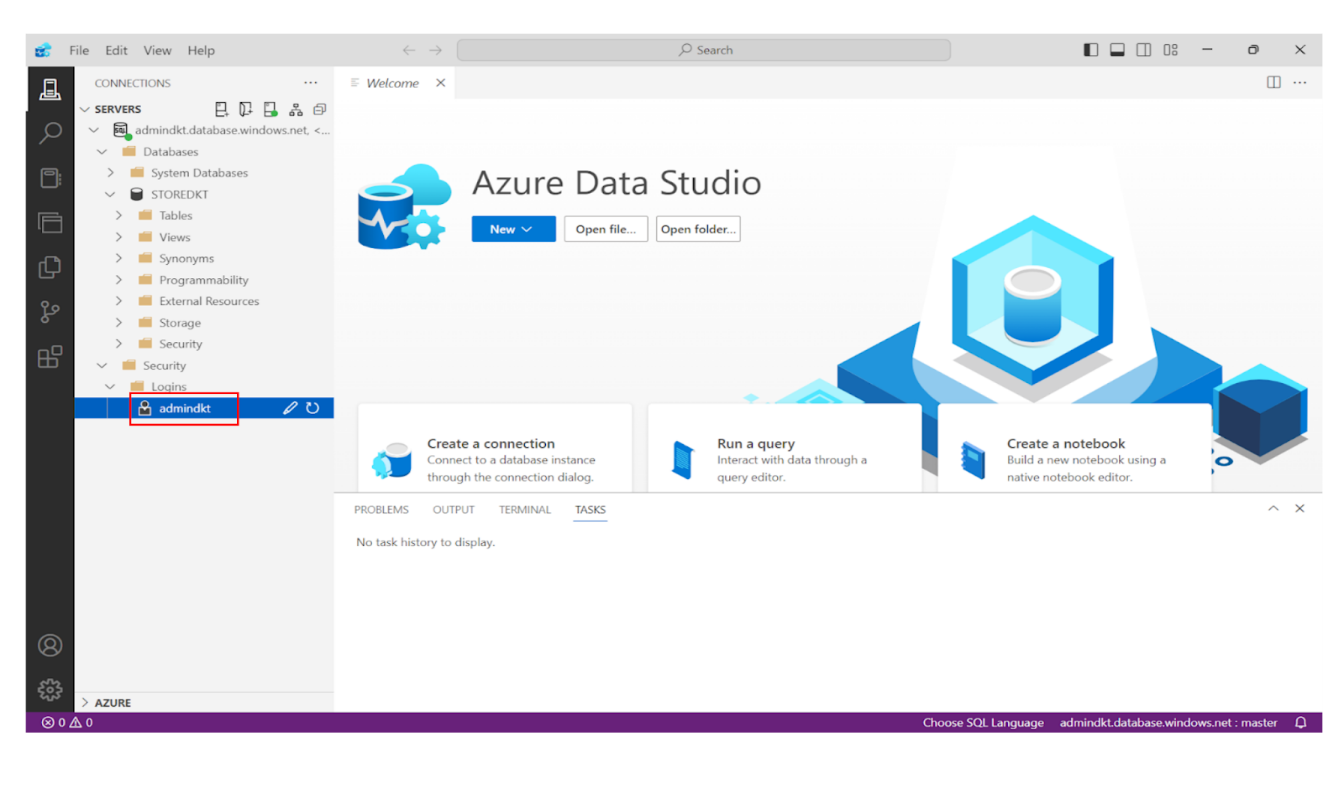 File Edit View Help
Search
CONNECTIONS
Welcome
SERVERS
admindkt.database.windows.net, <...
Databases
System Databases
STOREDKT
Tables
Views
Synonyms
Programmability
External Resources
Storage
Security
Security
Logins
admindkt
AZURE
Azure Data Studio
New
Open file...
Open folder...
Create a connection
Connect to a database instance
through the connection dialog.
Run a query
Interact with data through a
query editor.
Create a notebook
Build a new notebook using a
native notebook editor.
PROBLEMS OUTPUT TERMINAL TASKS
No task history to display.
0 0
Choose SQL Language admindkt.database.windows.net : master